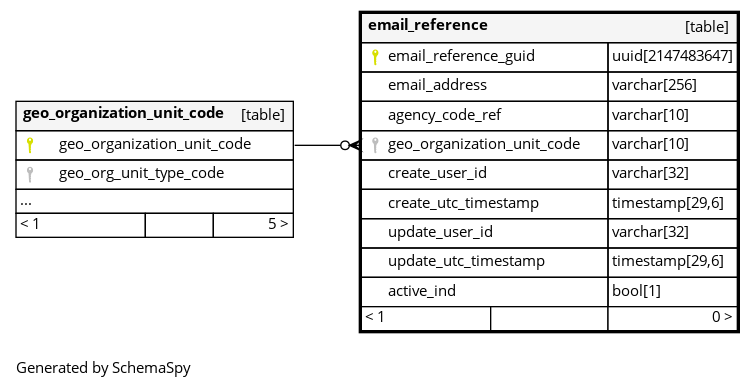 geo_organization_unit_code [table]
geo_organization_unit_code
geo_org_unit_type_code
...
< 1 5 >
email_reference [table]
email_reference_guid uuid[2147483647]
email_address varchar[256]
agency_code_ref varchar[10]
geo_organization_unit_code varchar[10]
create_user_id varchar[32]
create_utc_timestamp timestamp[29,6]
update_user_id varchar[32]
update_utc_timestamp timestamp[29,6]
active_ind bool[1]
< 1 0 >
Generated by SchemaSpy